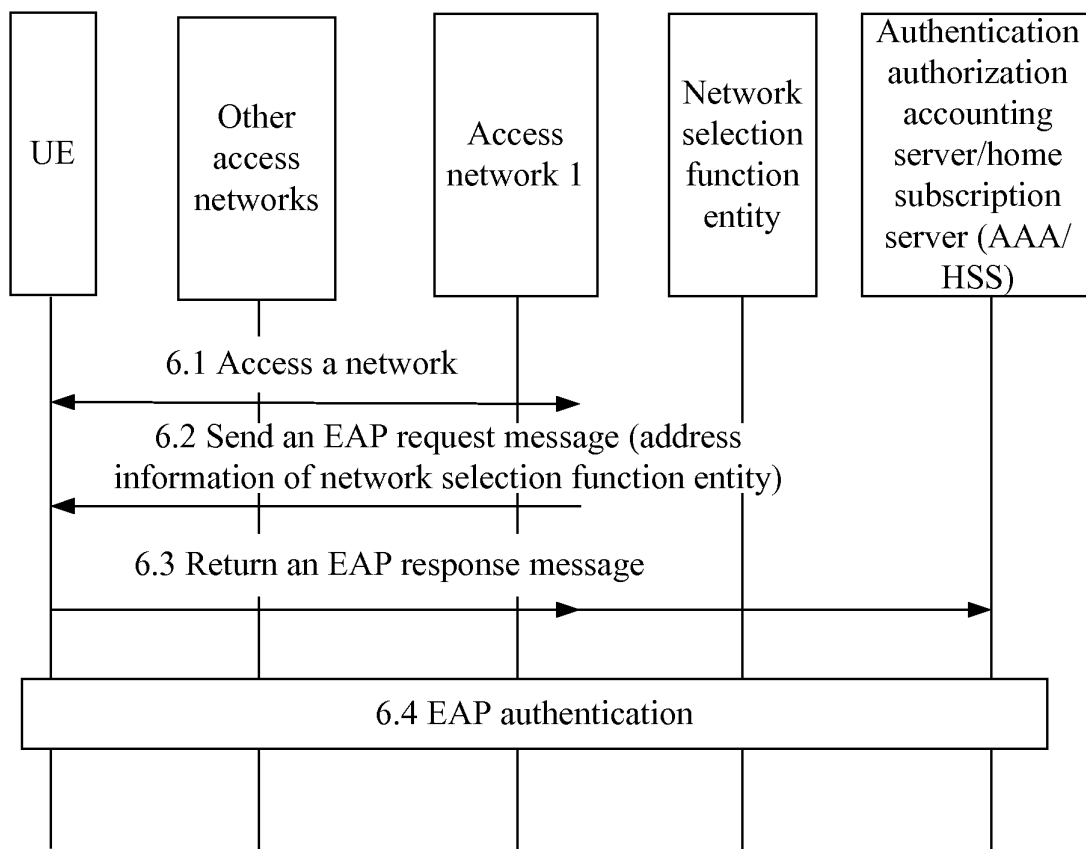 UE
Other
access
networks
Access
network 1
Network
selection
function
entity
Authentication
authorization
accounting
server/home
subscription
server (AAA/
HSS)
6.1 Access a network
6.2 Send an EAP request message (address
information of network selection function entity)
6.3 Return an EAP response message
6.4 EAP authentication